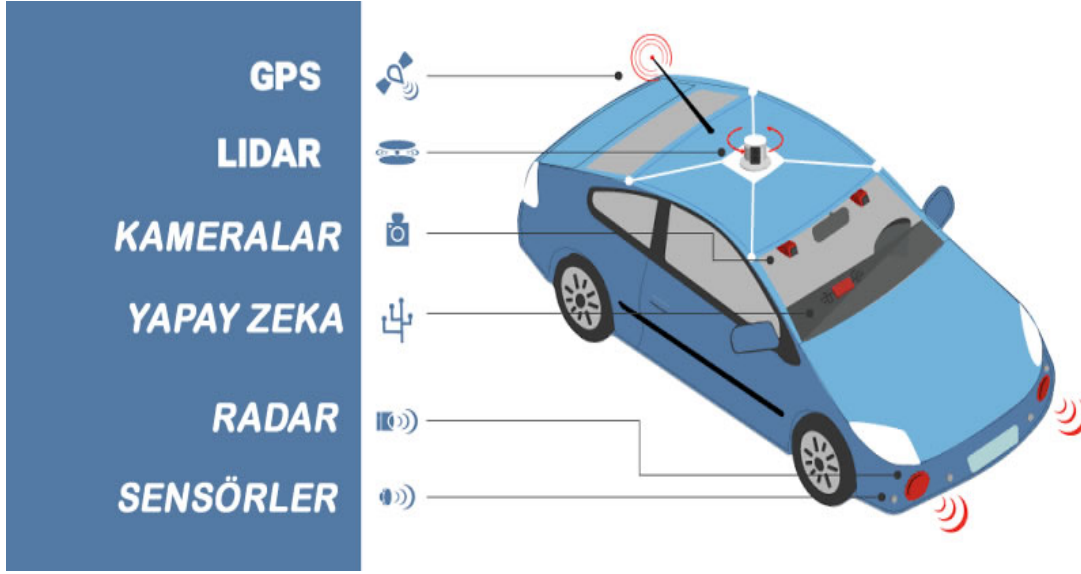 GPS
LIDAR
KAMERALAR
YAPAY ZEKA
RADAR
SENSÖRLER